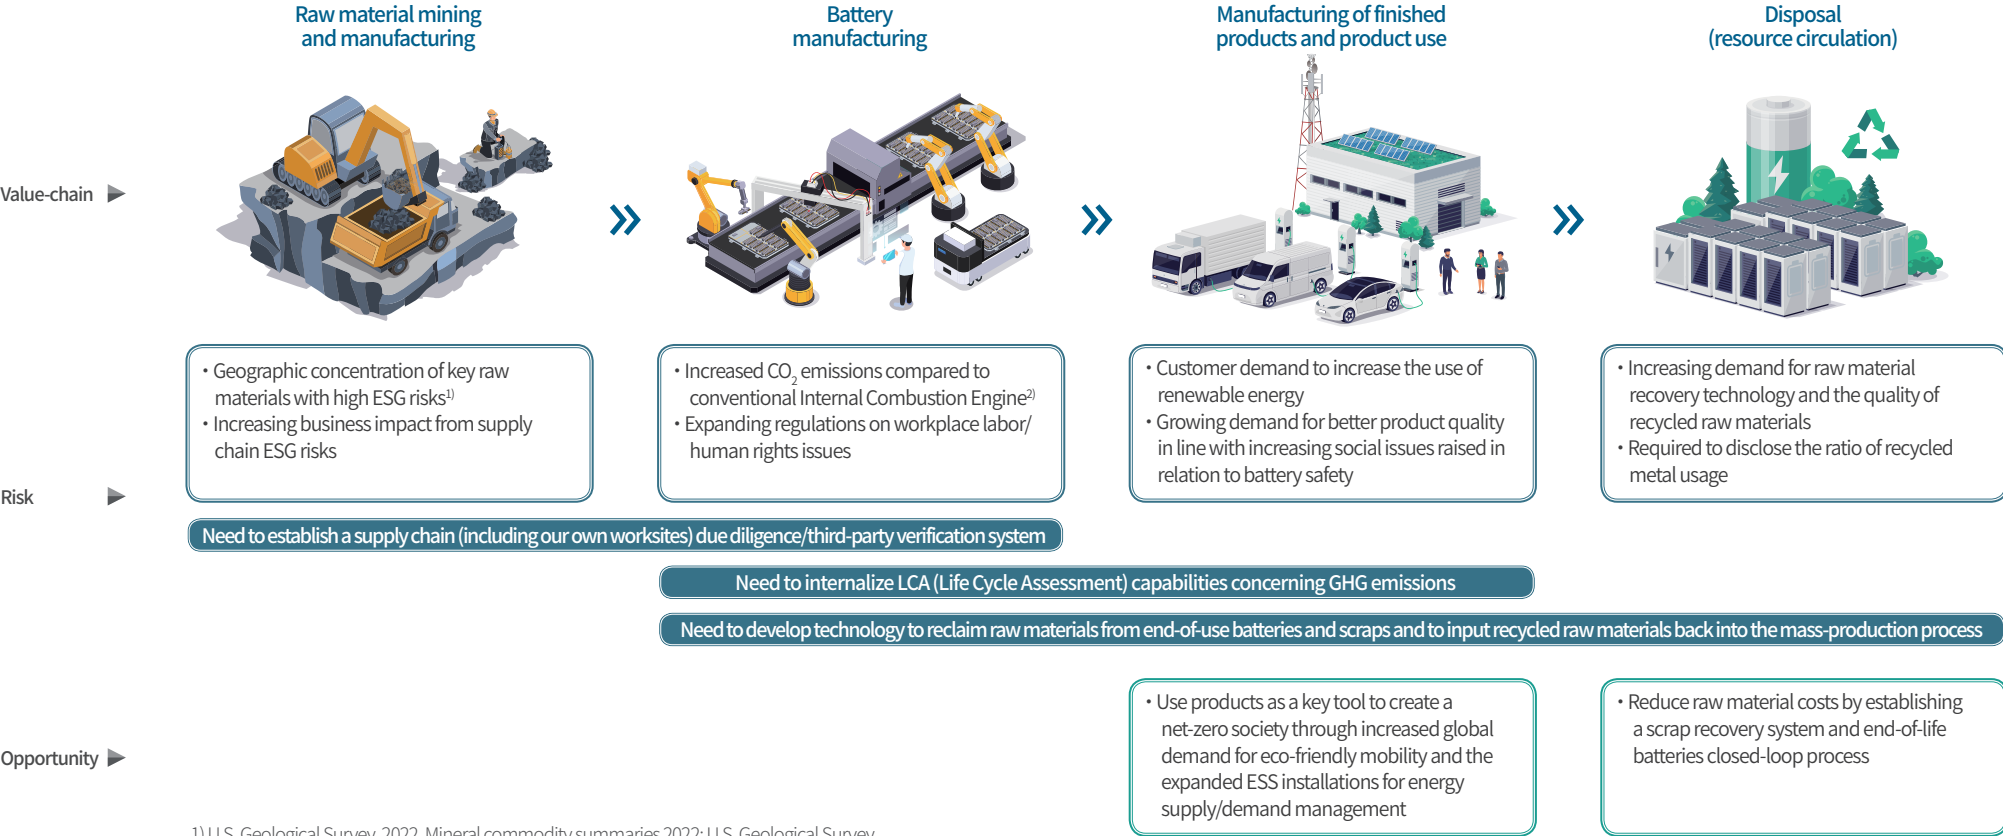 Raw material mining
and manufacturing
Battery
manufacturing
Manufacturing of finished
products and product use
Disposal
(resource circulation)
Value-chain
Risk
• Geographic concentration of key raw
materials with high ESG risks1)
• Increasing business impact from supply
chain ESG risks
• Increased CO2 emissions compared to
conventional Internal Combustion Engine2)
• Expanding regulations on workplace labor/
human rights issues
• Customer demand to increase the use of
renewable energy
• Growing demand for better product quality
in line with increasing social issues raised in
relation to battery safety
• Increasing demand for raw material
recovery technology and the quality of
recycled raw materials
• Required to disclose the ratio of recycled
metal usage
Need to establish a supply chain (including our own worksites) due diligence/third-party verification system
Need to internalize LCA (Life Cycle Assessment) capabilities concerning GHG emissions
Need to develop technology to reclaim raw materials from end-of-use batteries and scraps and to input recycled raw materials back into the mass-production process
Opportunity
• Use products as a key tool to create a
net-zero society through increased global
demand for eco-friendly mobility and the
expanded ESS installations for energy
supply/demand management
• Reduce raw material costs by establishing
a scrap recovery system and end-of-life
batteries closed-loop process
1) U.S. Geological Survey, 2022, Mineral commodity summaries 2022: U.S. Geological Survey